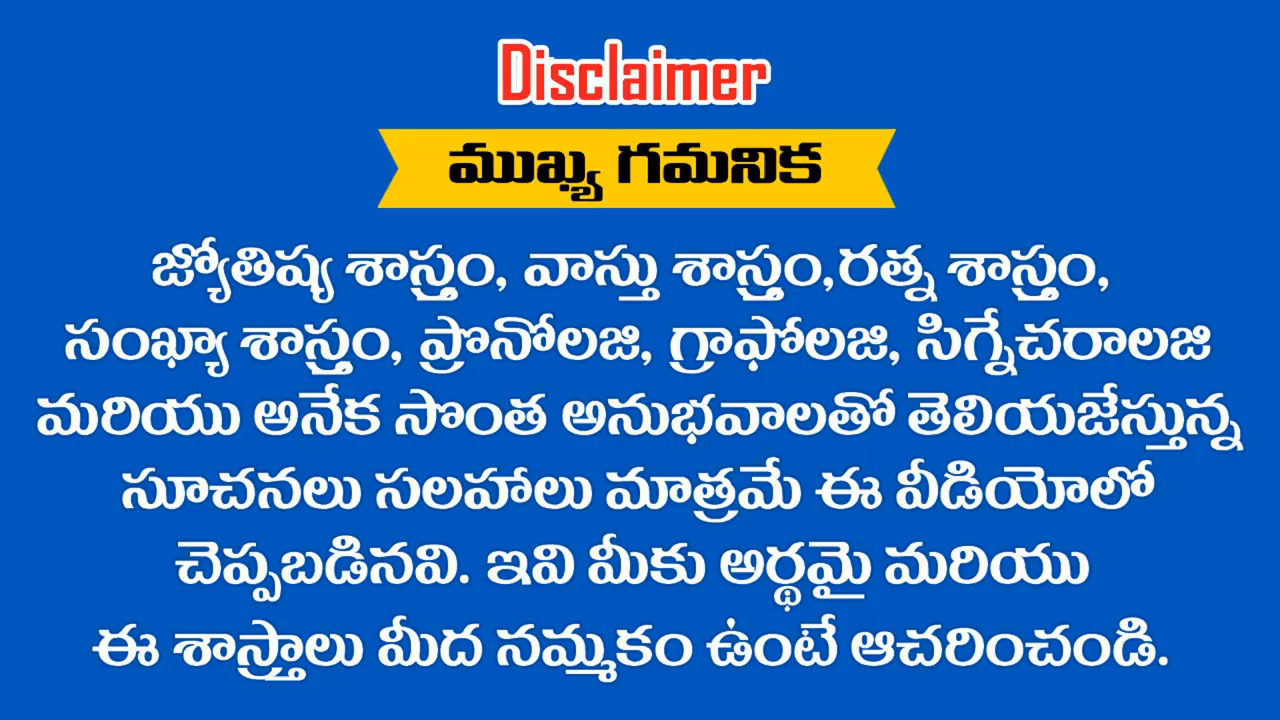 Disclaimer
ముఖ్య గమనిక
జ్యోతిష్య శాస్త్రం, వాస్తు శాస్త్రం,రత్న శాస్త్రం,
సంఖ్యా శాస్త్రం, ప్రొనోలజి, గ్రాఫోలజి, సిగ్నేచరాలజి
మరియు అనేక సొంత అనుభవాలతో తెలియజేస్తున్న
సూచనలు సలహాలు మాత్రమే ఈ వీడియోలో
చెప్పబడినవి. ఇవి మీకు అర్థమై మరియు
ఈ శాస్త్రాలు మీద నమ్మకం ఉంటే ఆచరించండి.